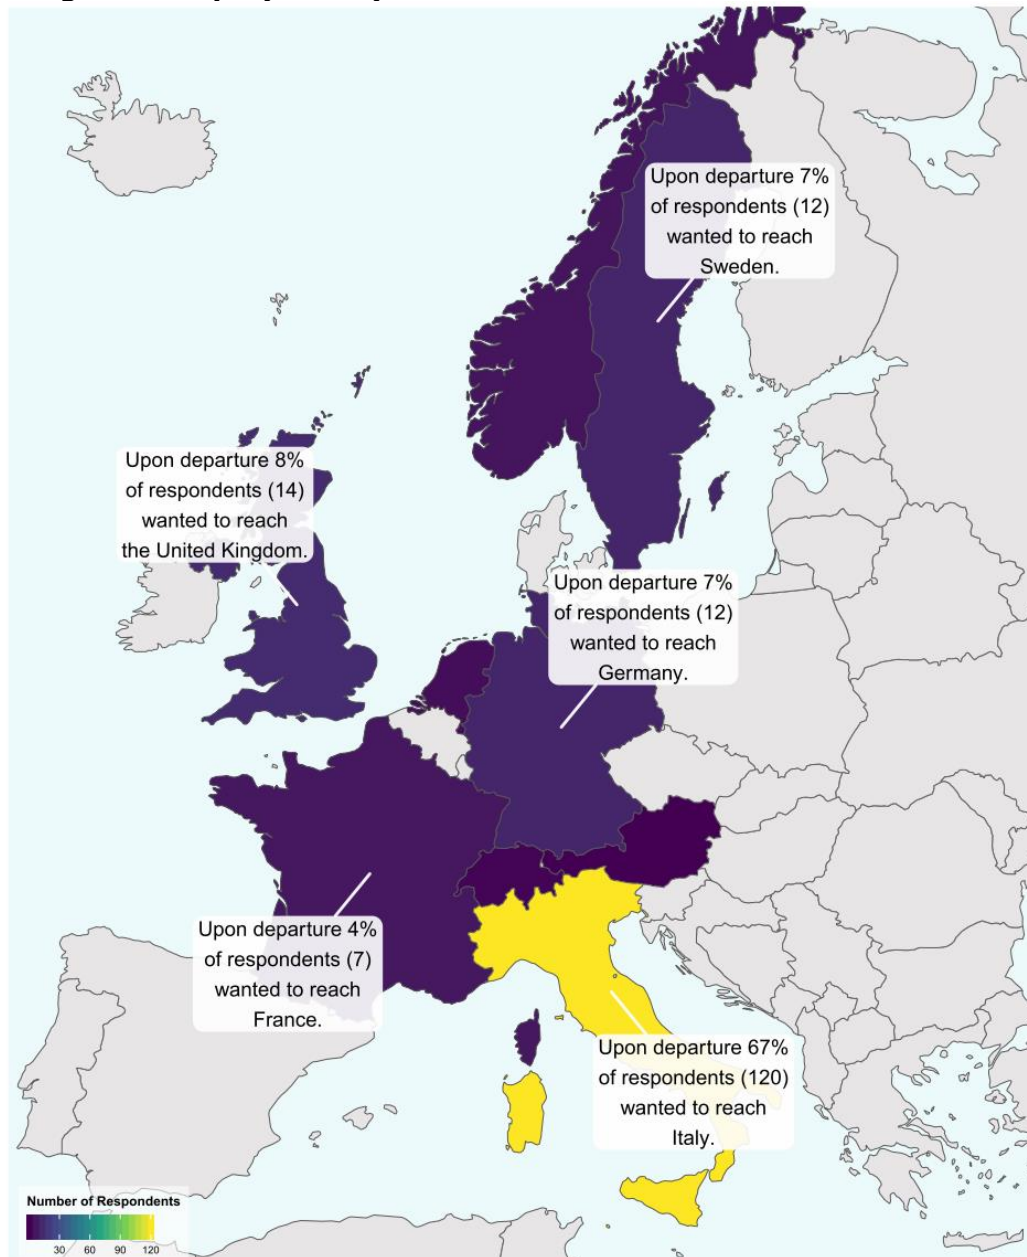 Upon departure 7%
of respondents (12)
wanted to reach
Sweden.
Upon departure 8%
of respondents (14)
wanted to reach
the United Kingdom.
Upon departure 7%
of respondents (12)
wanted to reach
Germany.
Upon departure 4%
of respondents (7)
wanted to reach
France.
Upon departure 67%
of respondents (120)
wanted to reach
Italy.
Number of Respondents
30 60 90 120